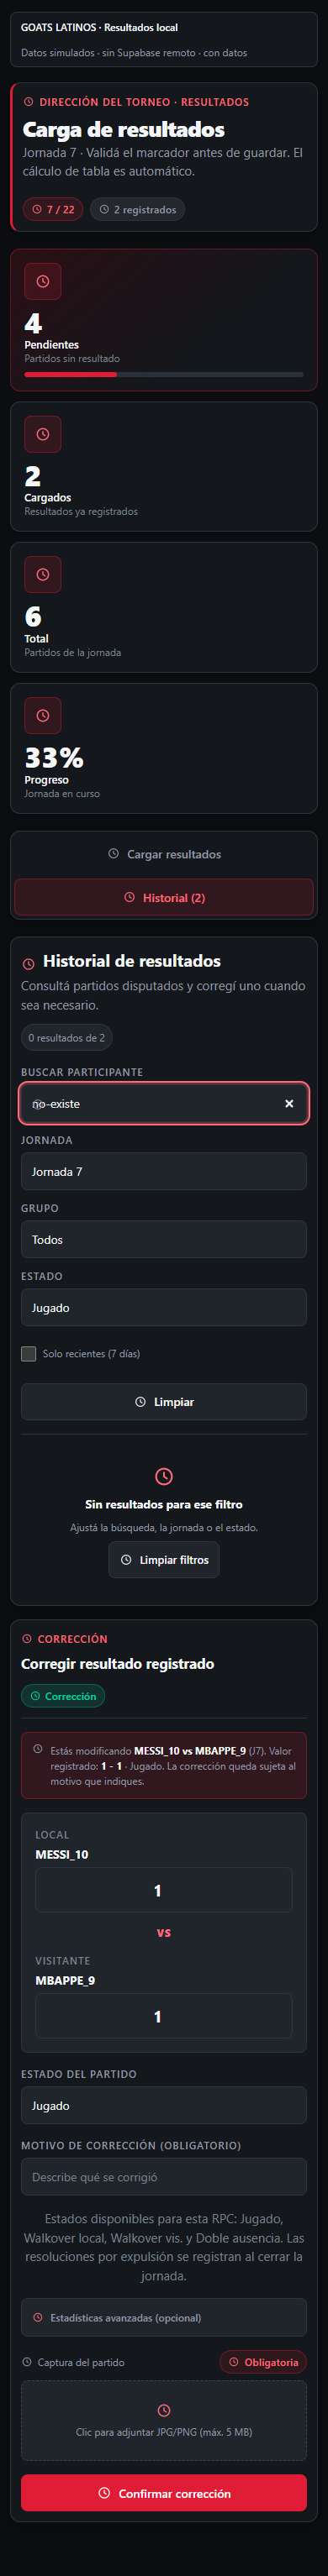 GOATS LATINOS · Resultados local
Datos simulados · sin Supabase remoto · con datos
DIRECCIÓN DEL TORNEO · RESULTADOS
Carga de resultados
Jornada 7 · Validá el marcador antes de guardar. El
cálculo de tabla es automático.
7 / 22
2 registrados
4
Pendientes
Partidos sin resultado
2
Cargados
Resultados ya registrados
6
Total
Partidos de la jornada
33%
Progreso
Jornada en curso
Cargar resultados
Historial (2)
Historial de resultados
Consultá partidos disputados y corregí uno cuando
sea necesario.
0 resultados de 2
BUSCAR PARTICIPANTE
no-existe
JORNADA
Jornada 7
GRUPO
Todos
ESTADO
Jugado
Solo recientes (7 días)
Limpiar
Sin resultados para ese filtro
Ajustá la búsqueda, la jornada o el estado.
Limpiar filtros
CORRECCIÓN
Corregir resultado registrado
Corrección
Estás modificando MESSI_10 vs MBAPPE_9 (J7). Valor
registrado: 1 - 1 · Jugado. La corrección queda sujeta al
motivo que indiques.
LOCAL
MESSI_10
1
VS
VISITANTE
MBAPPE_9
1
ESTADO DEL PARTIDO
Jugado
MOTIVO DE CORRECCIÓN (OBLIGATORIO)
Describe qué se corrigió
Estados disponibles para esta RPC: Jugado,
Walkover local, Walkover vis. y Doble ausencia. Las
resoluciones por expulsión se registran al cerrar la
jornada.
Estadísticas avanzadas (opcional)
Captura del partido
Obligatoria
Clic para adjuntar JPG/PNG (máx. 5 MB)
Confirmar corrección